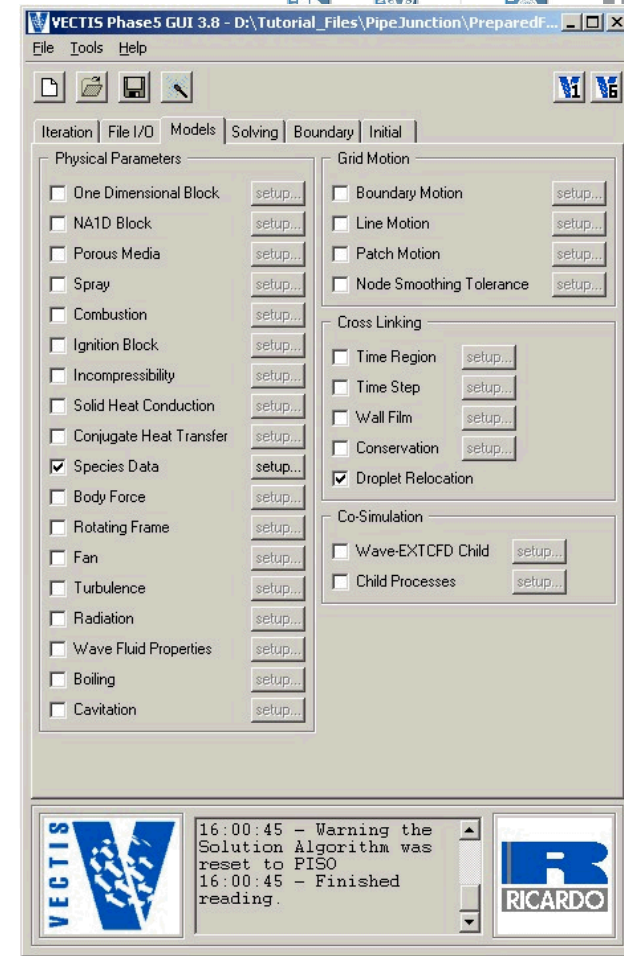 VECTIS Phase5 GUI 3.8 - D:\Tutorial_Files\PipeJunction\PreparedF...
File Tools Help
V1 V6
Iteration File I/O Models Solving Boundary Initial
Physical Parameters
One Dimensional Block setup...
NA1D Block setup...
Porous Media setup...
Spray setup...
Combustion setup...
Ignition Block setup...
Incompressibility setup...
Solid Heat Conduction setup...
Conjugate Heat Transfer setup...
Species Data setup...
Body Force setup...
Rotating Frame setup...
Fan setup...
Turbulence setup...
Radiation setup...
Wave Fluid Properties setup...
Boiling setup...
Cavitation setup...
Grid Motion
Boundary Motion setup...
Line Motion setup...
Patch Motion setup...
Node Smoothing Tolerance setup...
Cross Linking
Time Region setup...
Time Step setup...
Wall Film setup...
Conservation setup...
Droplet Relocation
Co-Simulation
Wave-EXTCFD Child setup...
Child Processes setup...
VECTIS
16:00:45 - Warning the
Solution Algorithm was
reset to PISO
16:00:45 - Finished
reading.
RICARDO